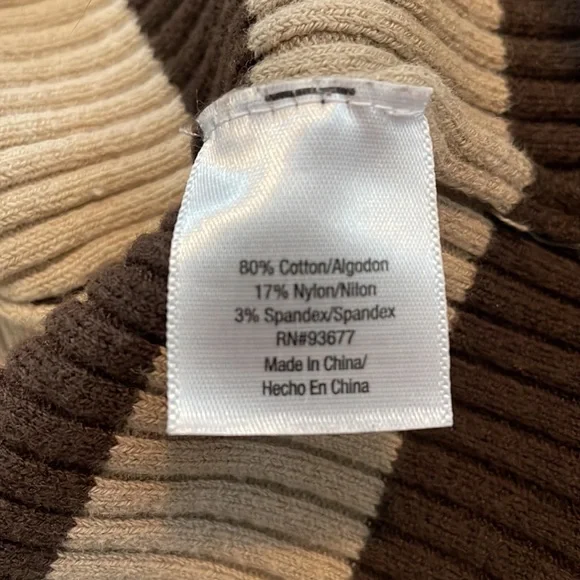 80% Cotton/Algodon
17% Nylon/Nilon
3% Spandex/Spandex
RN#93677
Made In China/
Hecho En China